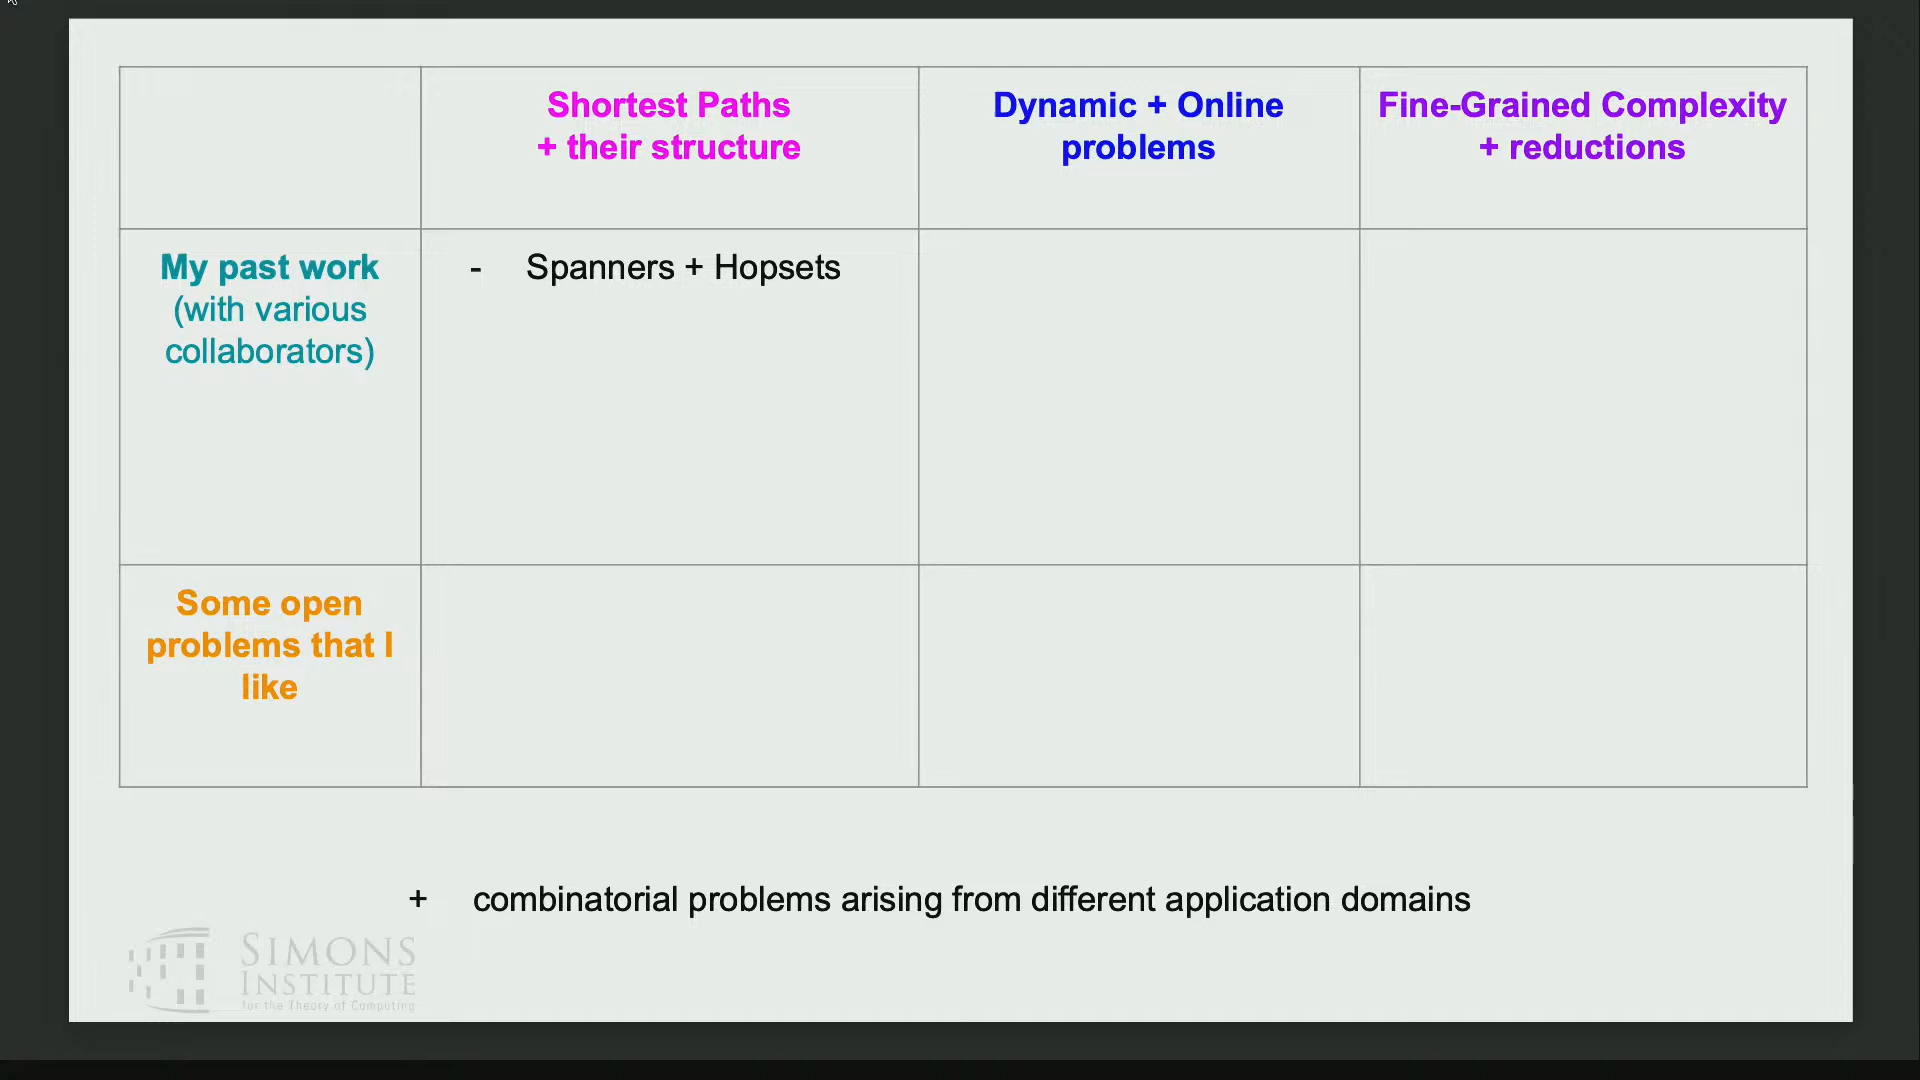 Shortest Paths
+ their structure
Dynamic + Online
problems
Fine-Grained Complexity
+ reductions
My past work
(with various
collaborators)
- Spanners + Hopsets
Some open
problems that I
like
+ combinatorial problems arising from different application domains
SIMONS
INSTITUTE
for the Theory of Computing